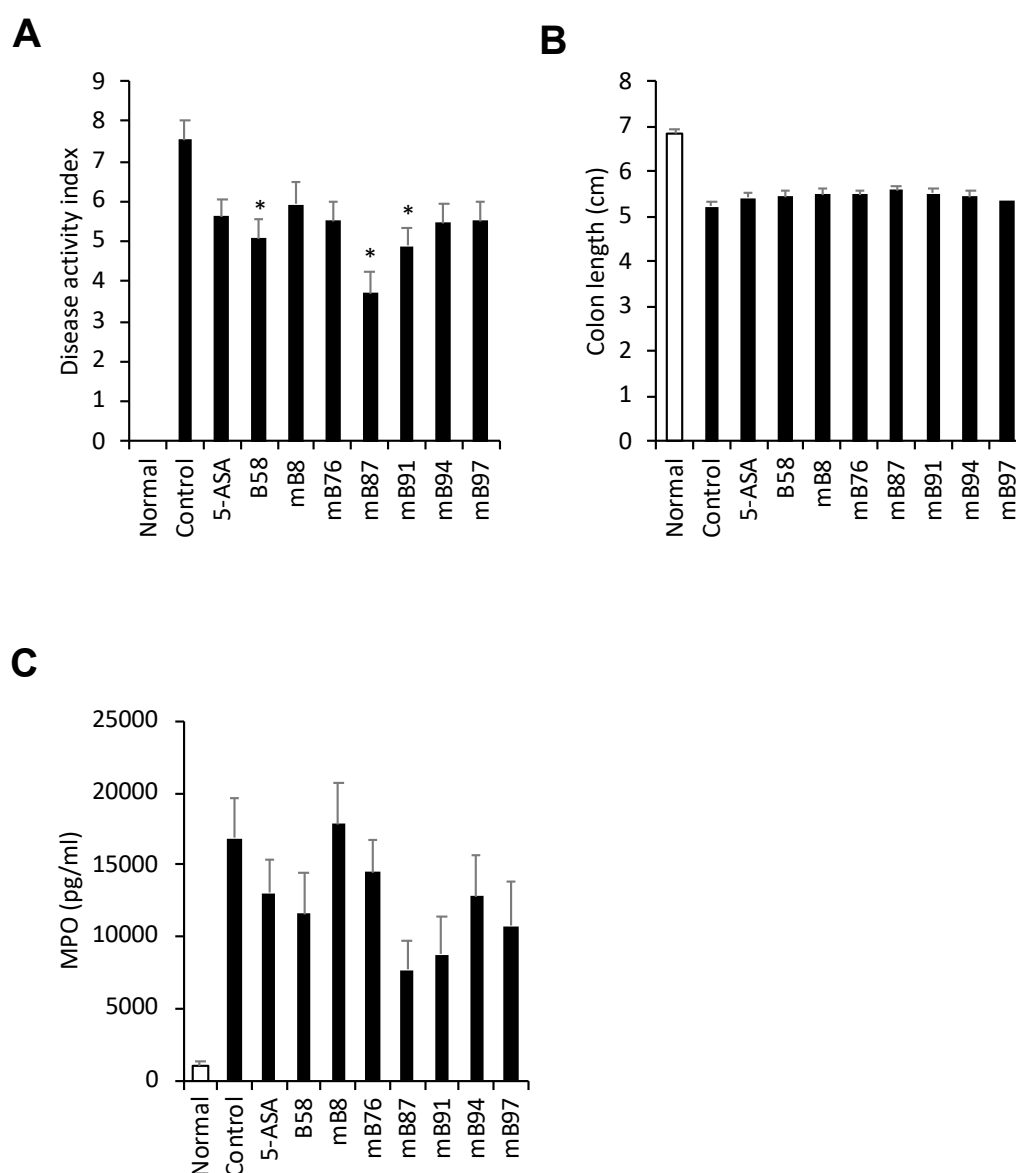 A
Disease activity index
9
8
7
6
5
4
3
2
1
0
*
*
*
Normal
Control
5-ASA
B58
mB8
mB76
mB87
mB91
mB94
mB97
B
Colon length (cm)
8
7
6
5
4
3
2
1
0
Normal
Control
5-ASA
B58
mB8
mB76
mB87
mB91
mB94
mB97
C
MPO (pg/ml)
25000
20000
15000
10000
5000
0
Normal
Control
5-ASA
B58
mB8
mB76
mB87
mB91
mB94
mB97